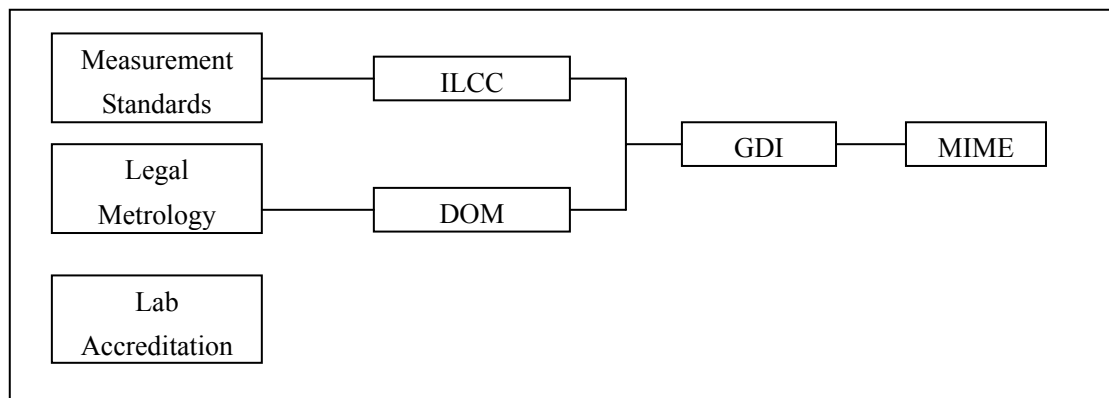 Measurement
Standards
ILCC
GDI
MIME
Legal
Metrology
DOM
Lab
Accreditation